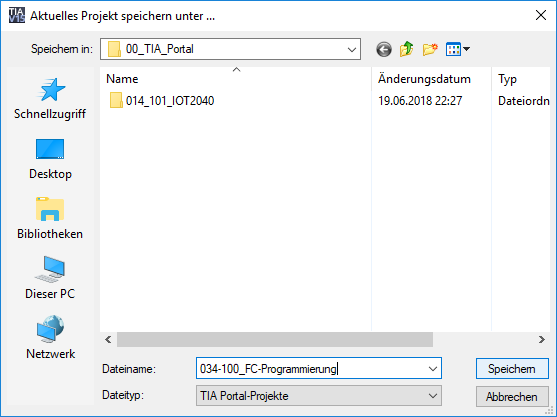 TIA V15 Aktuelles Projekt speichern unter ...
Speichern in: 00_TIA_Portal
Name Änderungsdatum Typ
014_101_IOT2040 19.06.2018 22:27 Dateiordn
Schnellzugriff
Desktop
Bibliotheken
Dieser PC
Netzwerk
Dateiname: 034-100_FC-Programmierung Speichern
Dateityp: TIA Portal-Projekte Abbrechen